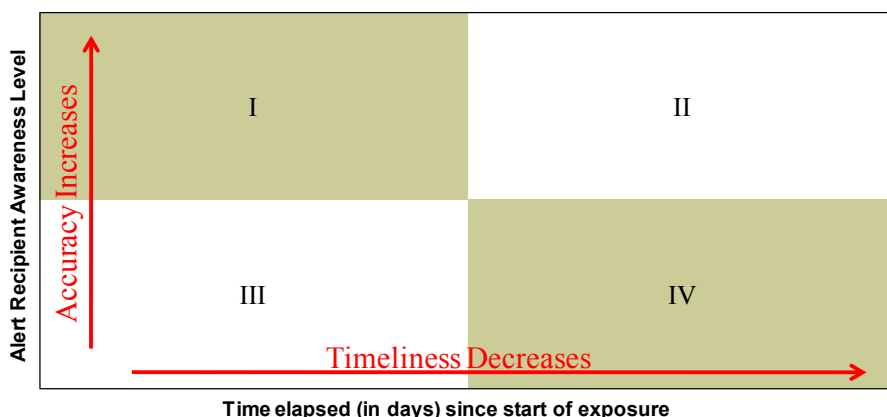 Alert Recipient Awareness Level
Accuracy Increases
I
II
III
IV
Timeliness Decreases
Time elapsed (in days) since start of exposure